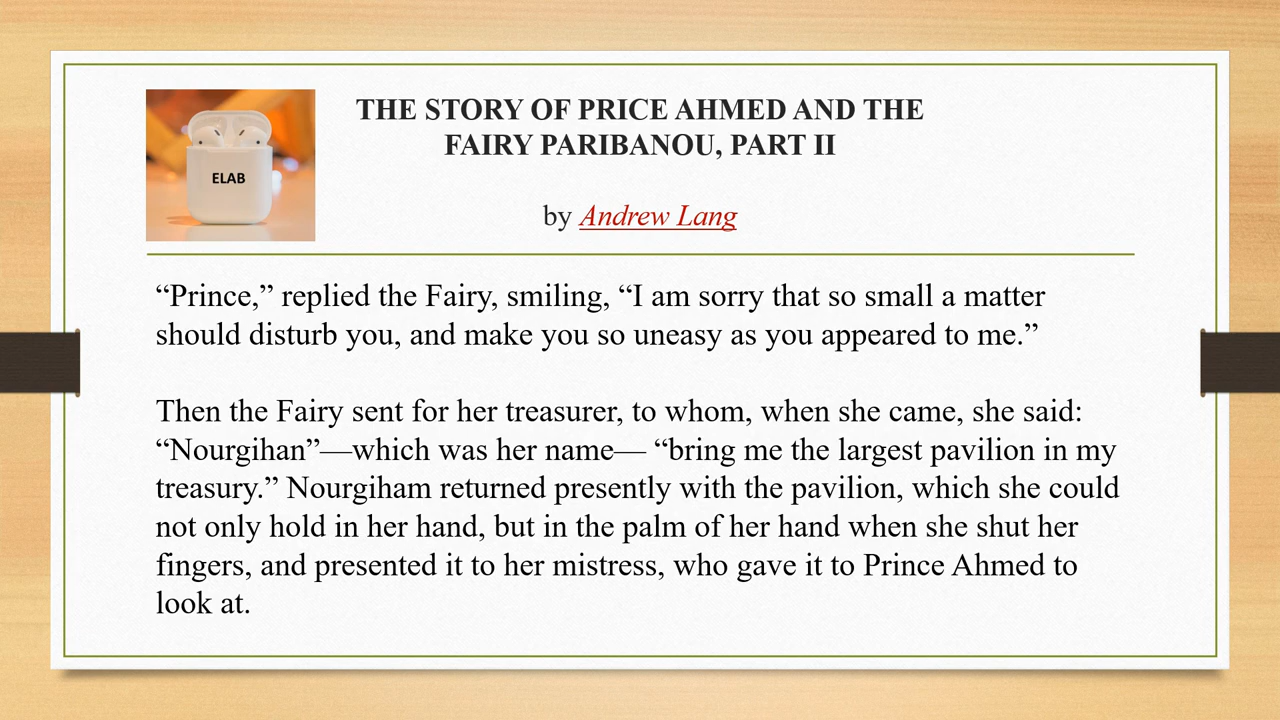 ELAB
THE STORY OF PRICE AHMED AND THE
FAIRY PARIBANOU, PART II
by Andrew Lang
“Prince,” replied the Fairy, smiling, “I am sorry that so small a matter
should disturb you, and make you so uneasy as you appeared to me.”
Then the Fairy sent for her treasurer, to whom, when she came, she said:
“Nourgihan”—which was her name— “bring me the largest pavilion in my
treasury.” Nourgiham returned presently with the pavilion, which she could
not only hold in her hand, but in the palm of her hand when she shut her
fingers, and presented it to her mistress, who gave it to Prince Ahmed to
look at.